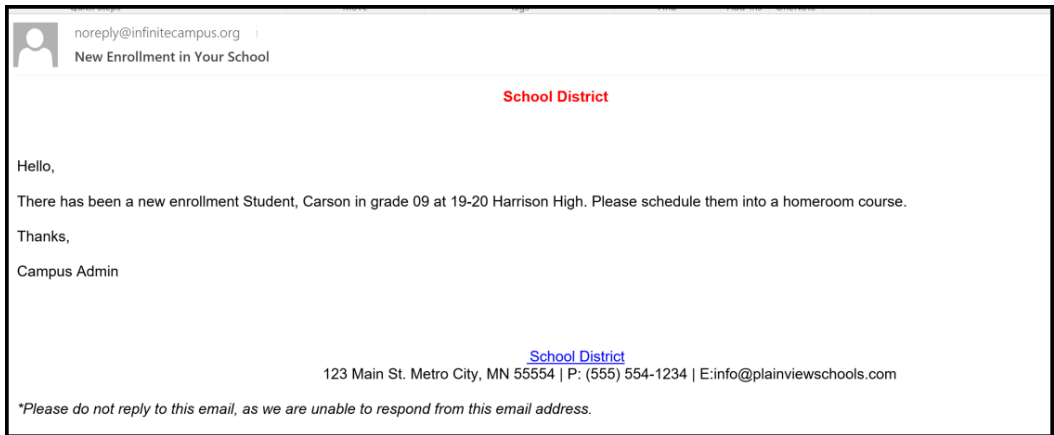 noreply@infinitecampus.org
New Enrollment in Your School
School District
Hello,
There has been a new enrollment Student, Carson in grade 09 at 19-20 Harrison High. Please schedule them into a homeroom course.
Thanks,
Campus Admin
School District
123 Main St. Metro City, MN 55554 | P: (555) 554-1234 | E:info@plainviewschools.com
*Please do not reply to this email, as we are unable to respond from this email address.